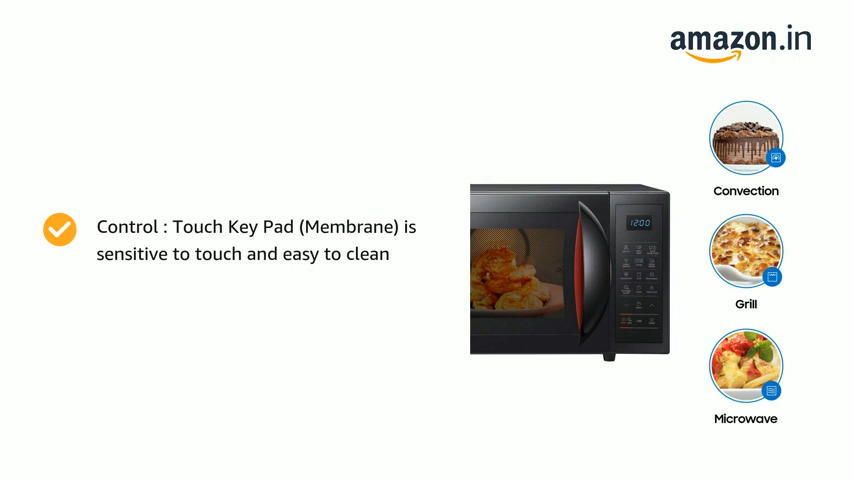 amazon.in
Control : Touch Key Pad (Membrane) is
sensitive to touch and easy to clean
12:00
Convection
Grill
Microwave